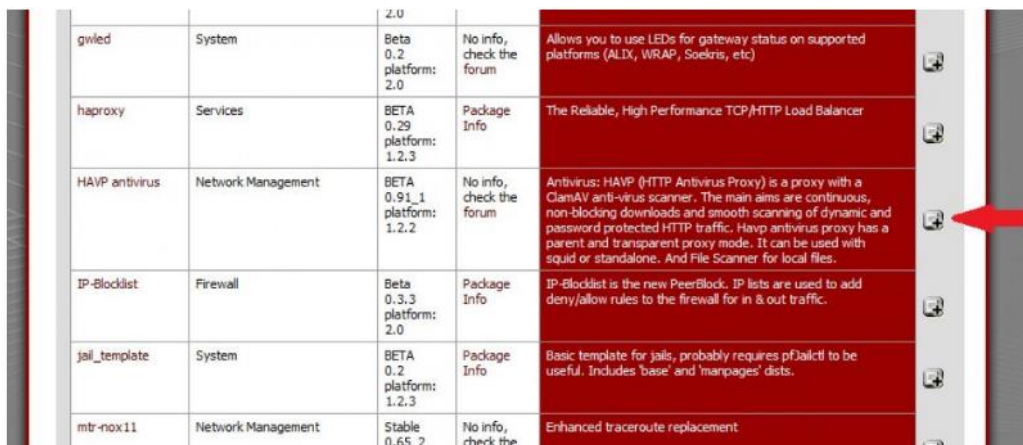 2.0
gwled
System
Beta
0.2
platform:
2.0
No info,
check the
forum
Allows you to use LEDs for gateway status on supported
platforms (ALIX, WRAP, Soekris, etc)
haproxy
Services
BETA
0.29
platform:
1.2.3
Package
Info
The Reliable, High Performance TCP/HTTP Load Balancer
HAVP antivirus
Network Management
BETA
0.91_1
platform:
1.2.2
No info,
check the
forum
Antivirus: HAVP (HTTP Antivirus Proxy) is a proxy with a
ClamAV anti-virus scanner. The main aims are continuous,
non-blocking downloads and smooth scanning of dynamic and
password protected HTTP traffic. Havp antivirus proxy has a
parent and transparent proxy mode. It can be used with
squid or standalone. And File Scanner for local files.
IP-Blocklist
Firewall
Beta
0.3.3
platform:
2.0
Package
Info
IP-Blocklist is the new PeerBlock. IP lists are used to add
deny/allow rules to the firewall for in & out traffic.
jail_template
System
BETA
0.2
platform:
1.2.3
Package
Info
Basic template for jails, probably requires pfJailctl to be
useful. Includes 'base' and 'manpages' dists.
mtr-nox11
Network Management
Stable
0.65_2
No info,
check the
Enhanced traceroute replacement